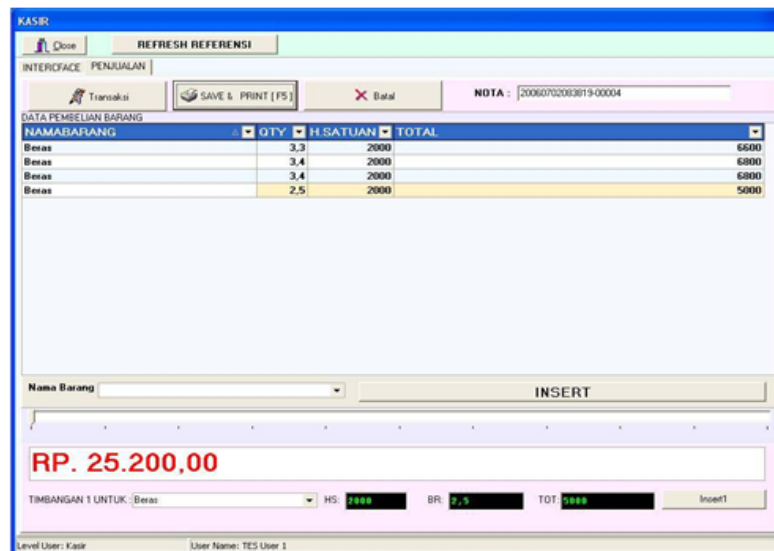 KASIR
Close REFRESH REFERENSI
INTERCFACE PENJUALAN
Transaksi SAVE & PRINT [F5] Batal NOTA : 20060702083819-00004
DATA PEMBELIAN BARANG
NAMABARANG QTY H.SATUAN TOTAL
Beras 3,3 2000 6600
Beras 3,4 2000 6800
Beras 3,4 2000 6800
Beras 2,5 2000 5000
Nama Barang INSERT
RP. 25.200,00
TIMBANGAN 1 UNTUK : Beras HS: 2000 BR: 2,5 TOT: 5000 Insert1
Level User: Kasir User Name: TES User 1